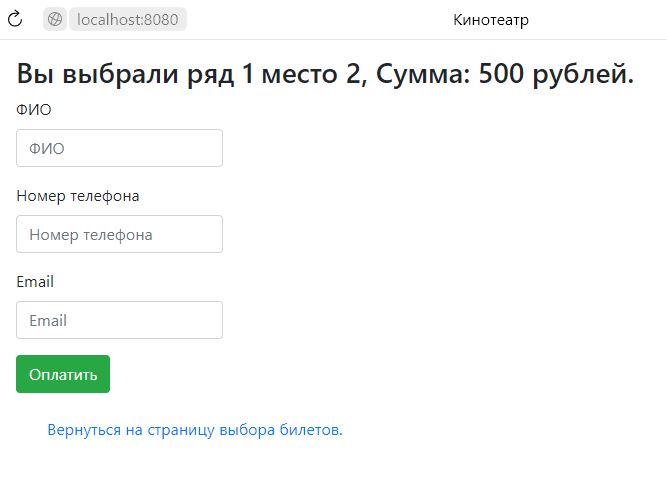 localhost:8080 Кинотеатр
Вы выбрали ряд 1 место 2, Сумма: 500 рублей.
ФИО
ФИО
Номер телефона
Номер телефона
Email
Email
Оплатить
Вернуться на страницу выбора билетов.